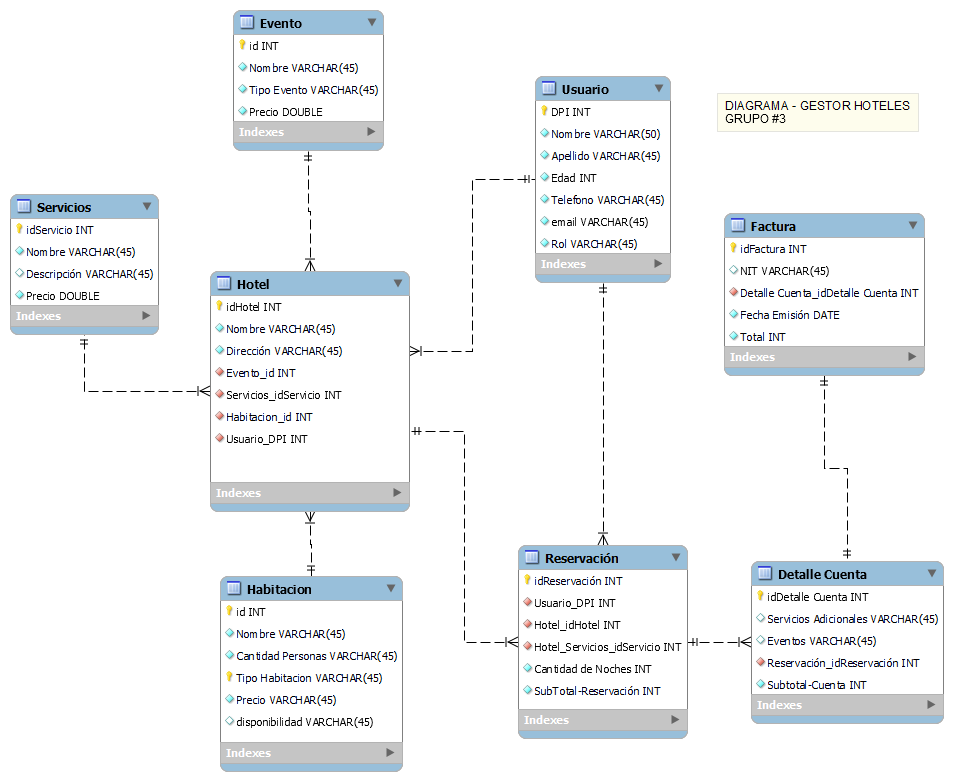 Evento
id INT
Nombre VARCHAR(45)
Tipo Evento VARCHAR(45)
Precio DOUBLE
Indexes
Usuario
DPI INT
Nombre VARCHAR(50)
Apellido VARCHAR(45)
Edad INT
Telefono VARCHAR(45)
email VARCHAR(45)
Rol VARCHAR(45)
Indexes
DIAGRAMA - GESTOR HOTELES
GRUPO #3
Servicios
idServicio INT
Nombre VARCHAR(45)
Descripción VARCHAR(45)
Precio DOUBLE
Indexes
Hotel
idHotel INT
Nombre VARCHAR(45)
Dirección VARCHAR(45)
Evento_id INT
Servicios_idServicio INT
Habitacion_id INT
Usuario_DPI INT
Indexes
Factura
idFactura INT
NIT VARCHAR(45)
Detalle Cuenta_idDetalle Cuenta INT
Fecha Emisión DATE
Total INT
Indexes
Habitacion
id INT
Nombre VARCHAR(45)
Cantidad Personas VARCHAR(45)
Tipo Habitacion VARCHAR(45)
Precio VARCHAR(45)
disponibilidad VARCHAR(45)
Indexes
Reservación
idReservación INT
Usuario_DPI INT
Hotel_idHotel INT
Hotel_Servicios_idServicio INT
Cantidad de Noches INT
SubTotal-Reservación INT
Indexes
Detalle Cuenta
idDetalle Cuenta INT
Servicios Adicionales VARCHAR(45)
Eventos VARCHAR(45)
Reservación_idReservación INT
Subtotal-Cuenta INT
Indexes